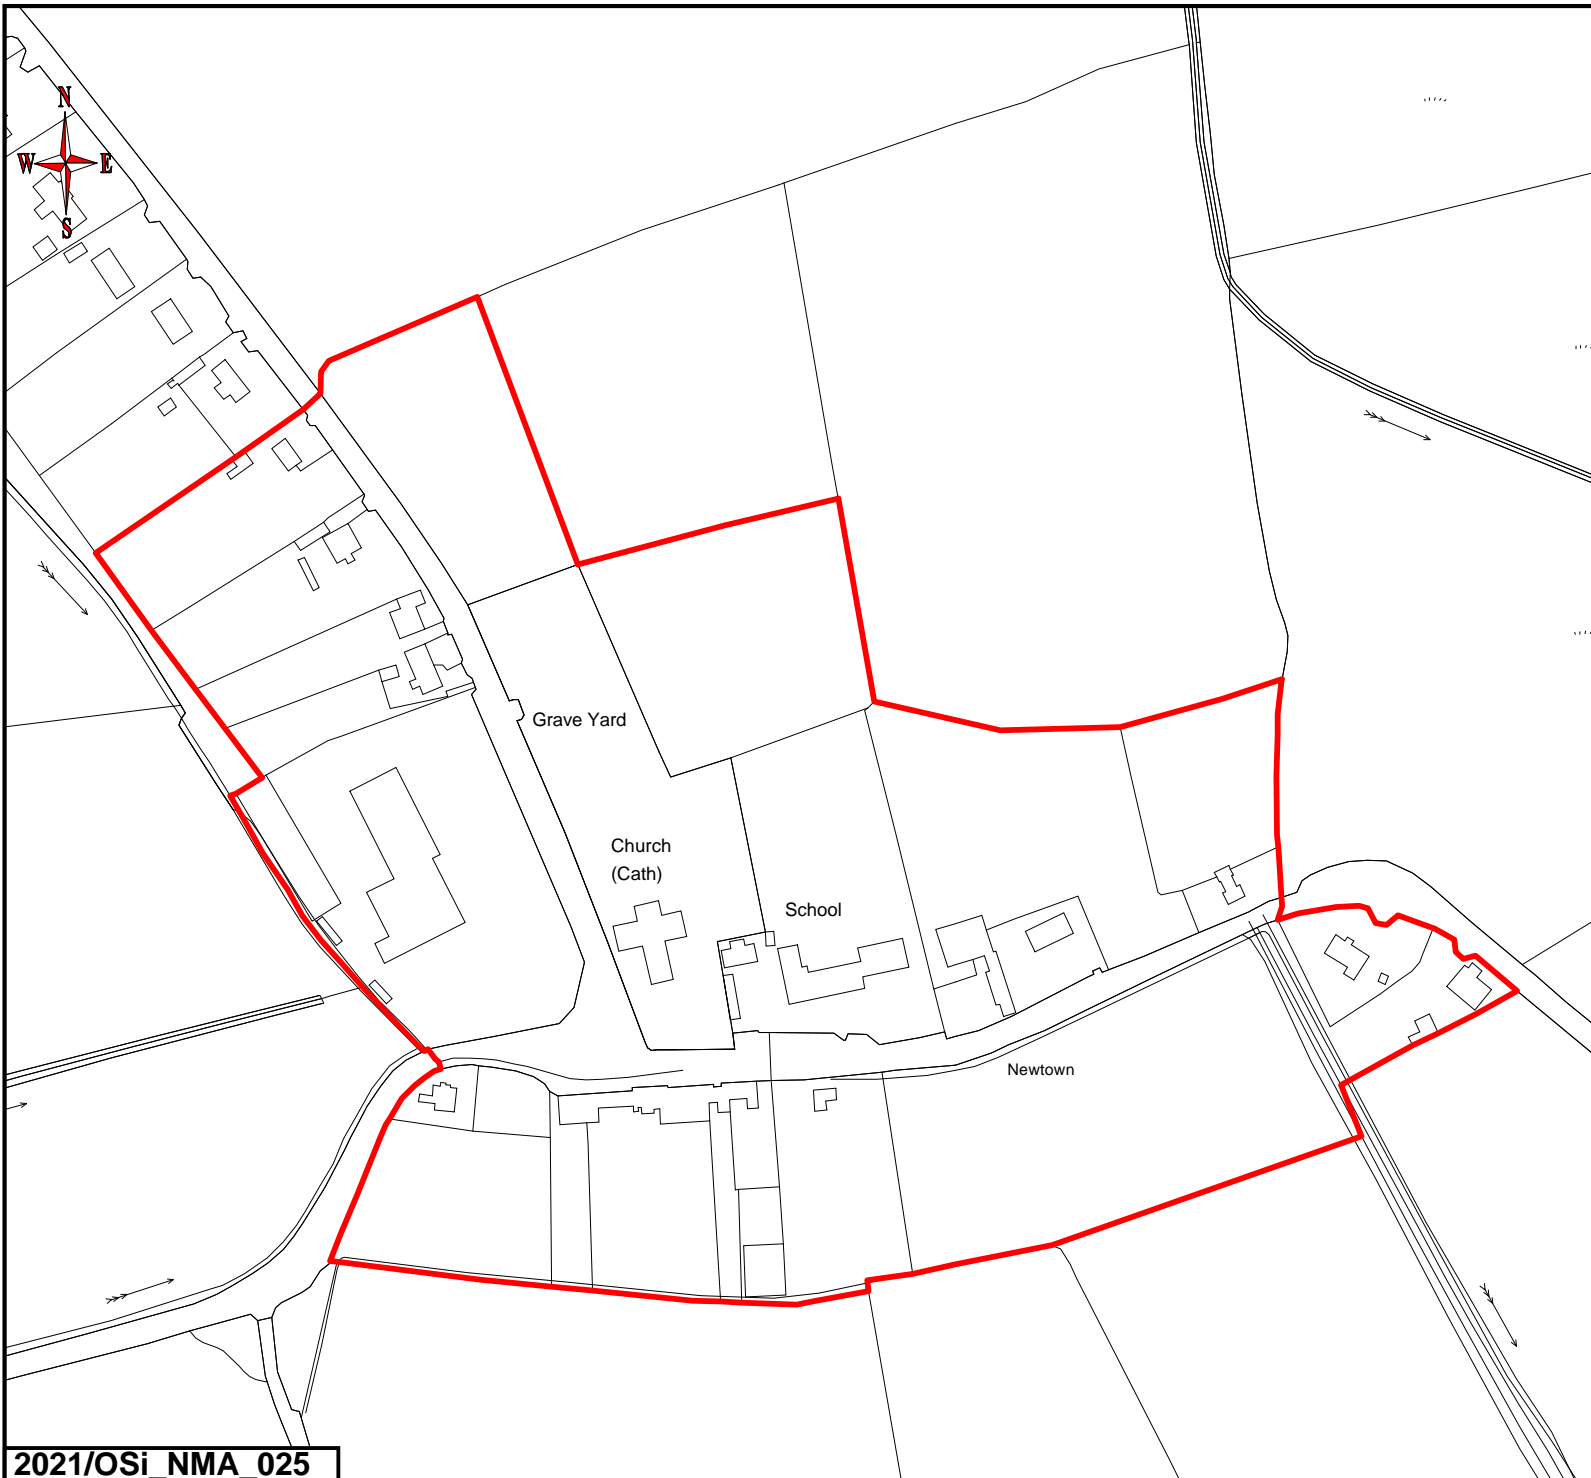 N
W E
S
Grave Yard
Church
(Cath)
School
Newtown
2021/OSi_NMA_025